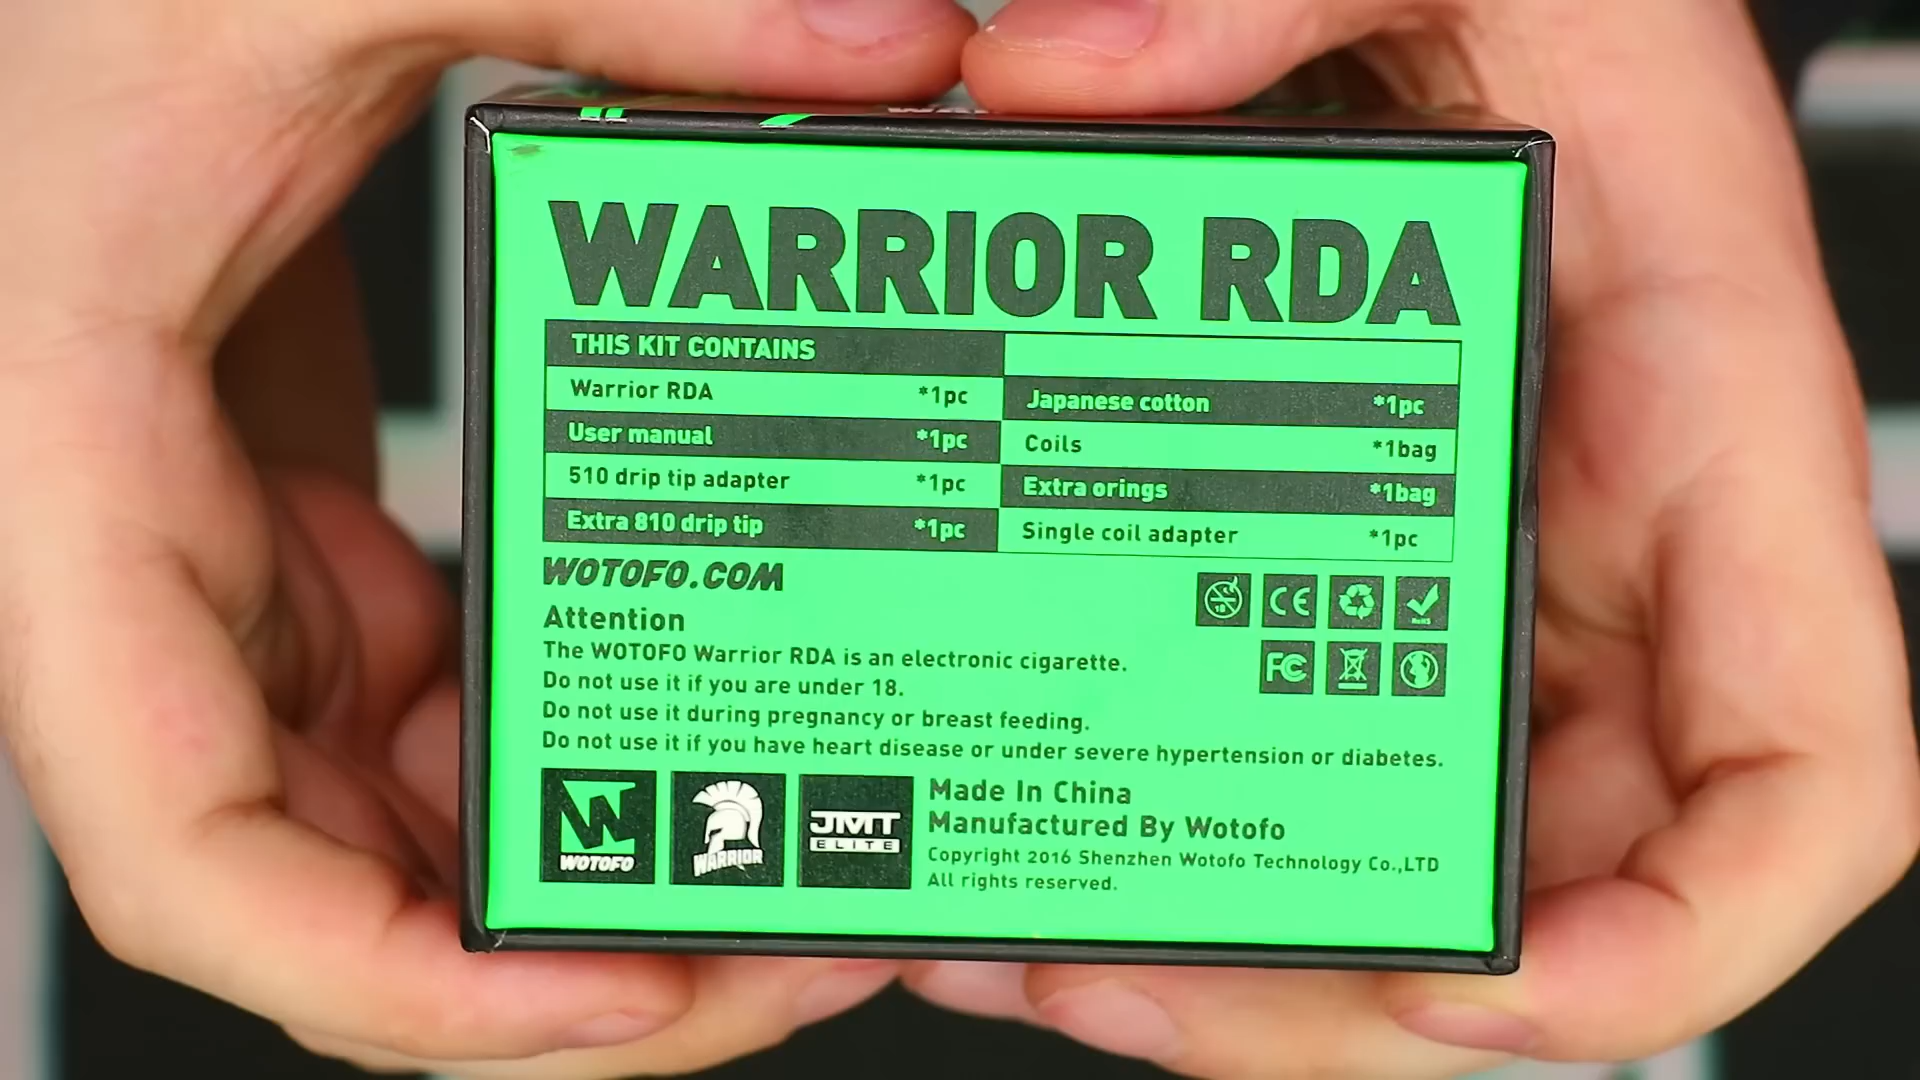 WARRIOR RDA
THIS KIT CONTAINS
Warrior RDA *1pc
User manual *1pc
510 drip tip adapter *1pc
Extra 810 drip tip *1pc
Japanese cotton *1pc
Coils *1bag
Extra orings *1bag
Single coil adapter *1pc
WOTOFO.COM
18
CE
RoHS
FC
Attention
The WOTOFO Warrior RDA is an electronic cigarette.
Do not use it if you are under 18.
Do not use it during pregnancy or breast feeding.
Do not use it if you have heart disease or under severe hypertension or diabetes.
W
WOTOFO
WARRIOR
JMT
ELITE
Made In China
Manufactured By Wotofo
Copyright 2016 Shenzhen Wotofo Technology Co.,LTD
All rights reserved.